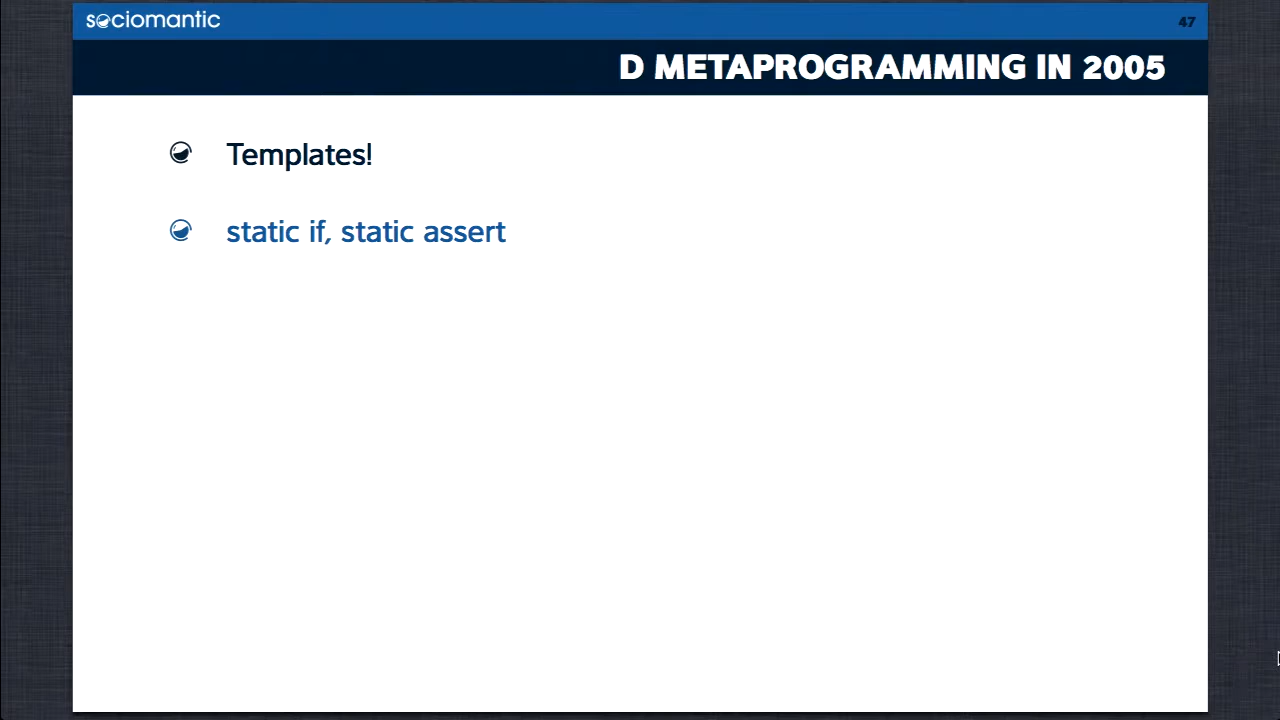 sociomantic
47
D METAPROGRAMMING IN 2005
Templates!
static if, static assert